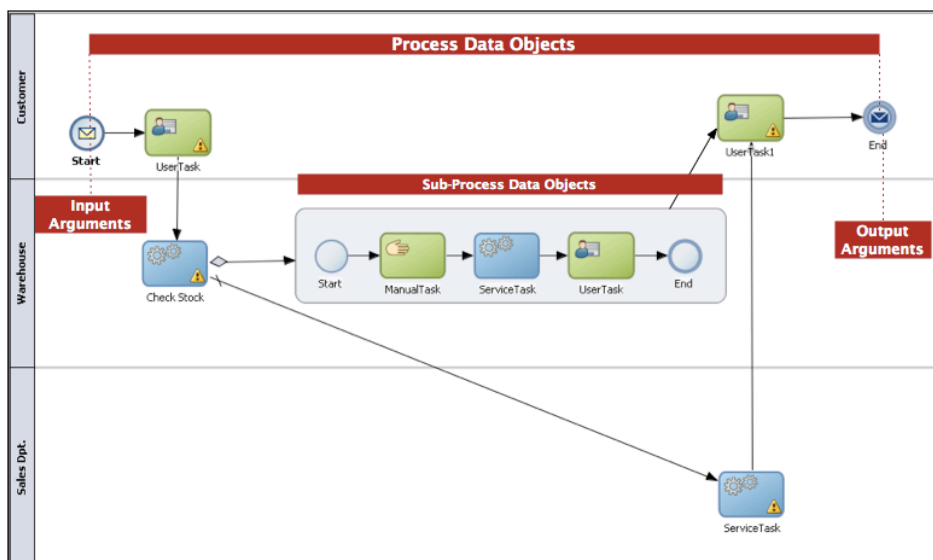 Process Data Objects
Customer
Start
UserTask
UserTask1
End
Input
Arguments
Sub-Process Data Objects
Output
Arguments
Warehouse
Check Stock
Start
ManualTask
ServiceTask
UserTask
End
Sales Dpt.
ServiceTask